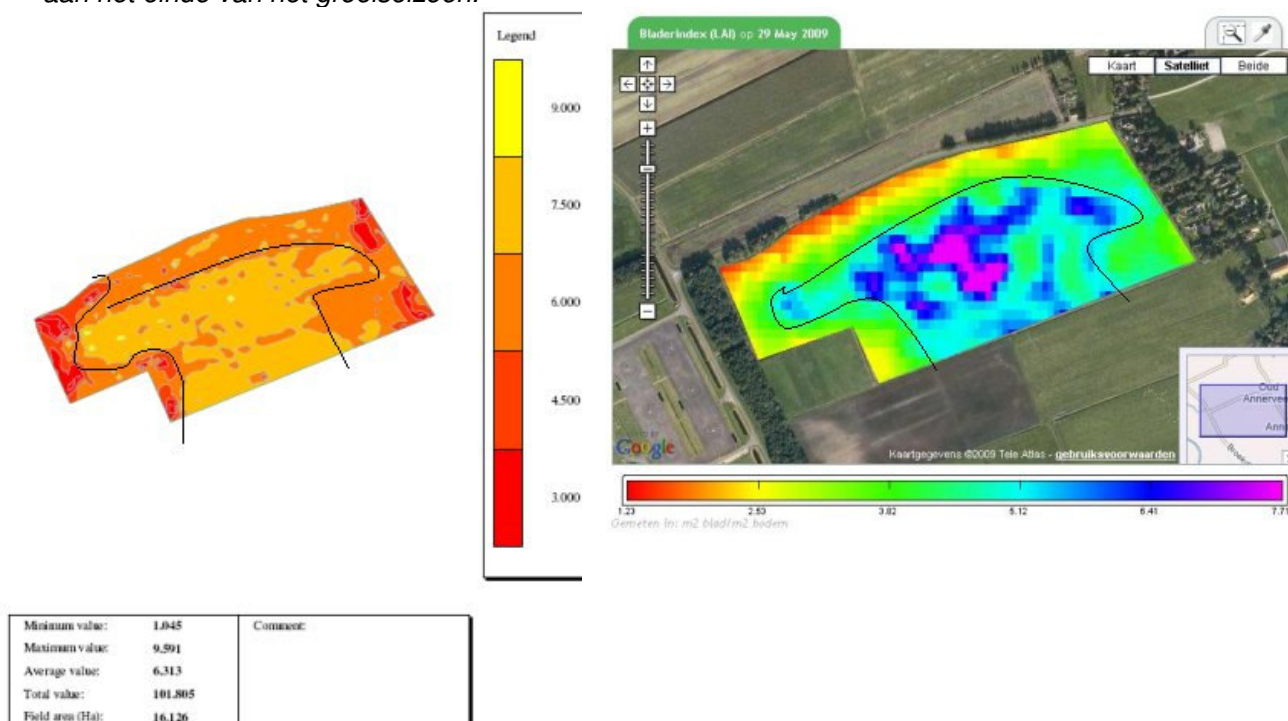 aan het einde van het groeiseizoen.
Legend
9.000
7.500
6.000
4.500
3.000
Minimum value: 1.045
Maximum value: 9.591
Average value: 6.313
Total value: 101.805
Field area (Ha): 16.126
Comment:
Bladerindex (LAI) op 29 May 2009
Kaart Satelliet Beide
Google
Kaartgegevens ©2009 Tele Atlas - gebruiksvoorwaarden
Oud
Annervee
Ann
1.23 2.53 3.82 5.12 6.41 7.71
Gemeten in: m2 blad/m2 bodem